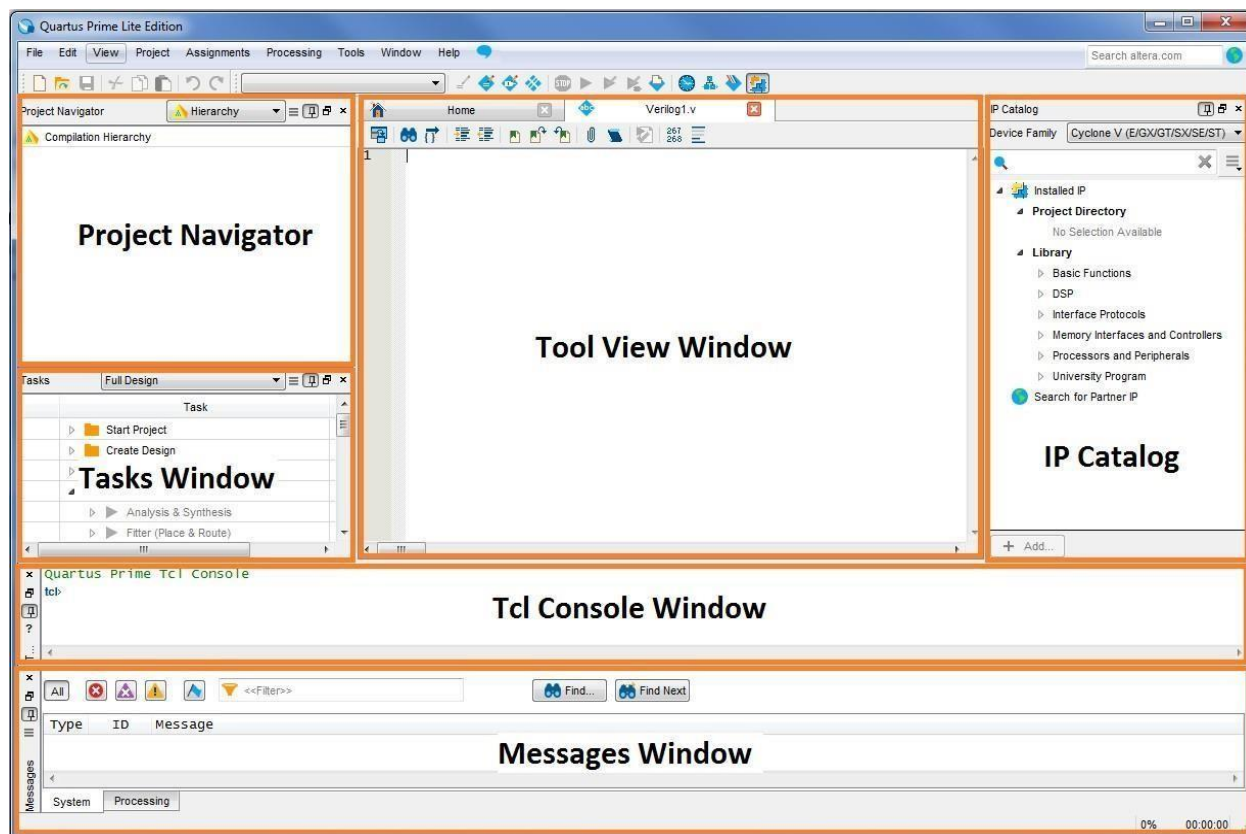 Quartus Prime Lite Edition
File Edit View Project Assignments Processing Tools Window Help
Search altera.com
Project Navigator Hierarchy
Compilation Hierarchy
Project Navigator
Tasks Full Design
Task
Start Project
Create Design
Tasks Window
Analysis & Synthesis
Fitter (Place & Route)
Home Verilog1.v
267
268
1
Tool View Window
IP Catalog
Device Family Cyclone V (E/GX/GT/SX/SE/ST)
Installed IP
Project Directory
No Selection Available
Library
Basic Functions
DSP
Interface Protocols
Memory Interfaces and Controllers
Processors and Peripherals
University Program
Search for Partner IP
IP Catalog
+ Add...
Quartus Prime Tcl Console
tcl>
Tcl Console Window
All <<Filter>> Find... Find Next
Type ID Message
Messages Window
Messages
System Processing
0% 00:00:00